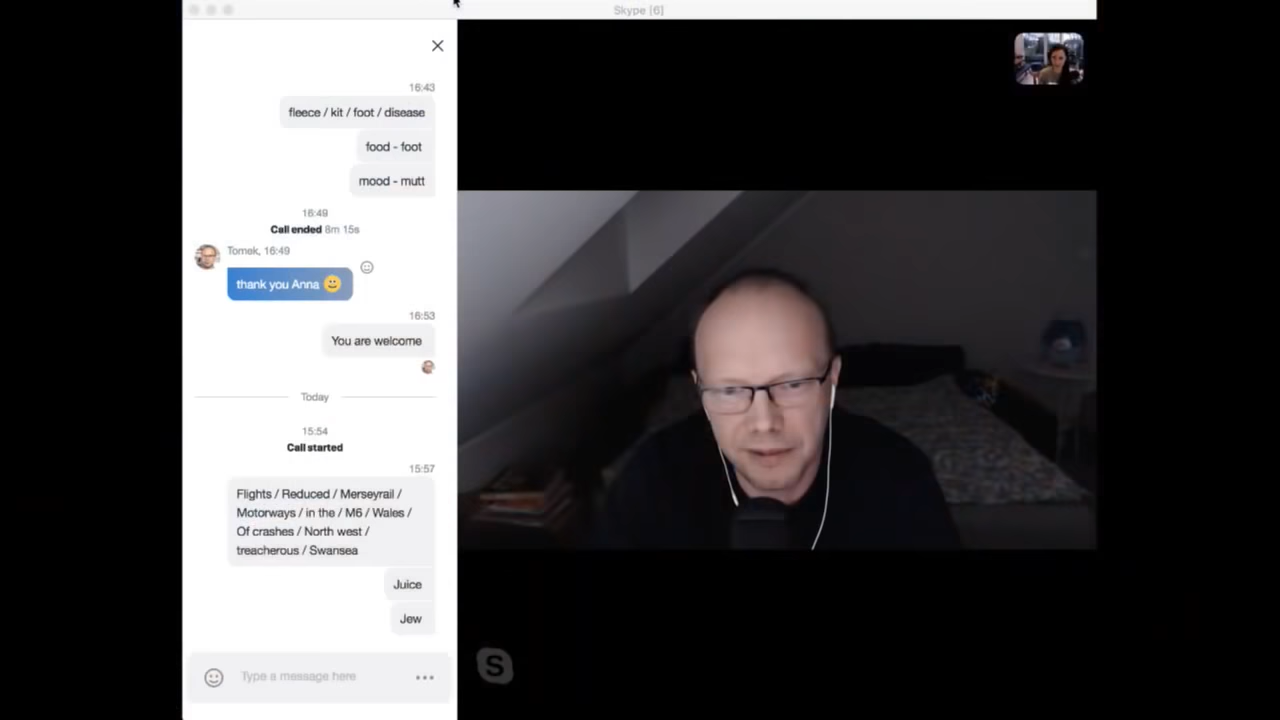 Skype [6]
16:43
fleece / kit / foot / disease
food - foot
mood - mutt
16:49
Call ended 8m 15s
Tomek, 16:49
thank you Anna
16:53
You are welcome
Today
15:54
Call started
15:57
Flights / Reduced / Merseyrail /
Motorways / in the / M6 / Wales /
Of crashes / North west /
treacherous / Swansea
Juice
Jew
Type a message here
S